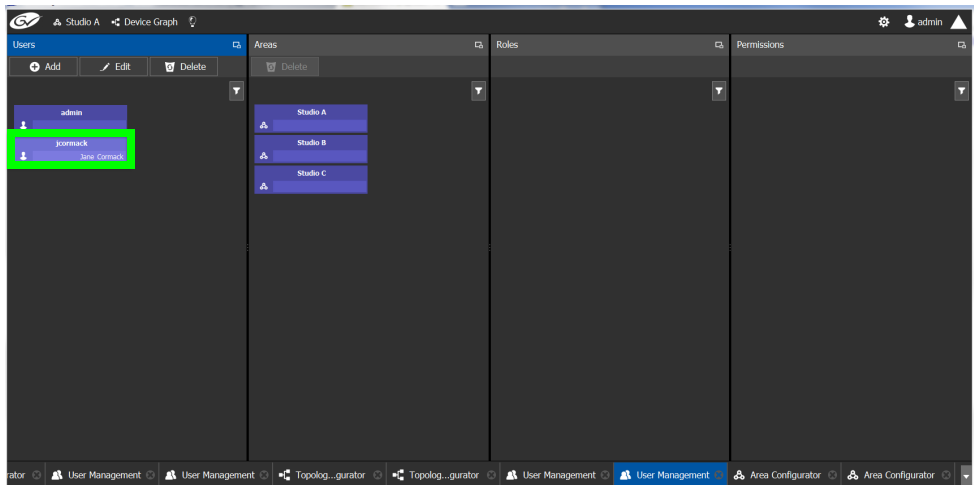 GV Studio A Device Graph admin
Users Areas Roles Permissions
Add Edit Delete Delete
admin
jcormack
Jane Cormack
Studio A
Studio B
Studio C
rator User Management User Management Topolog...gurator Topolog...gurator User Management User Management Area Configurator Area Configurator